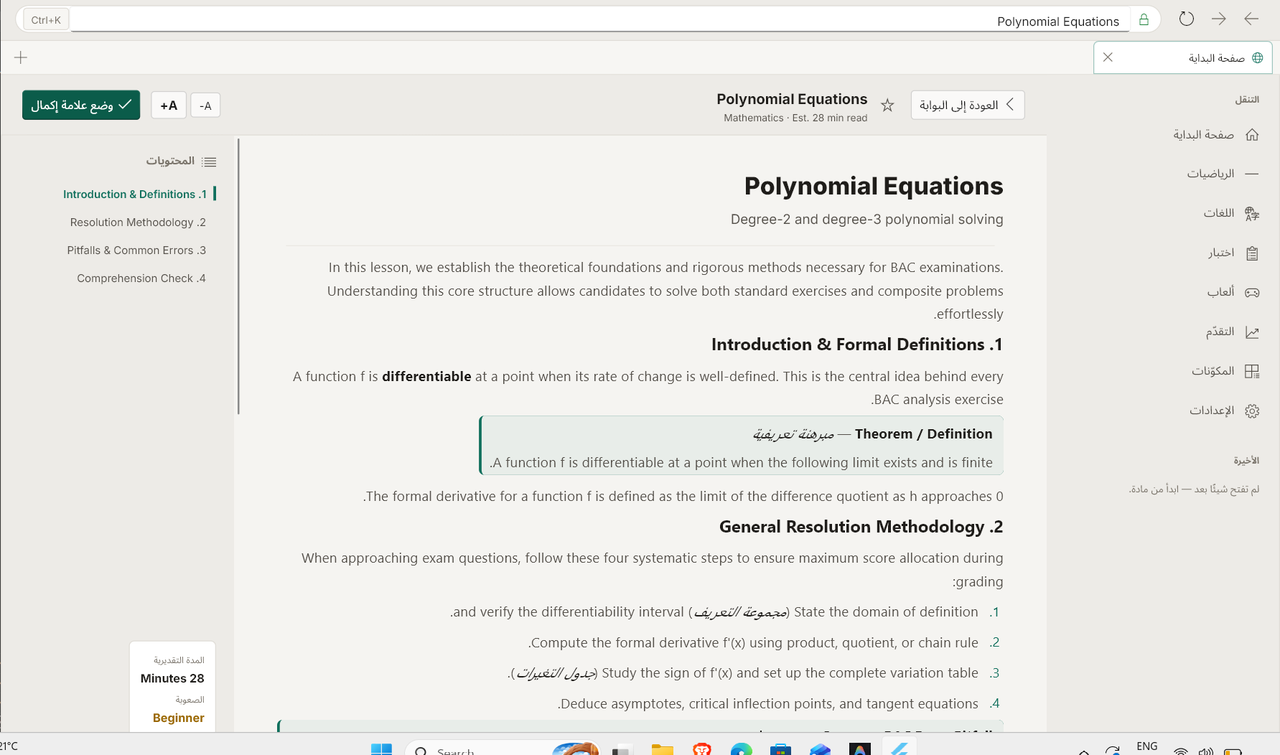 Ctrl+K
Polynomial Equations
صفحة البداية
وضع علامة إكمال
A+
A-
Polynomial Equations
Mathematics · Est. 28 min read
العودة إلى البوابة
التنقل
صفحة البداية
الرياضيات
اللغات
اختبار
ألعاب
التقدّم
المكوّنات
الإعدادات
الأخيرة
لم تفتح شيئًا بعد — ابدأ من مادة.
المحتويات
1. Introduction & Definitions
2. Resolution Methodology
3. Pitfalls & Common Errors
4. Comprehension Check
Polynomial Equations
Degree-2 and degree-3 polynomial solving
In this lesson, we establish the theoretical foundations and rigorous methods necessary for BAC examinations.
Understanding this core structure allows candidates to solve both standard exercises and composite problems
effortlessly.
1. Introduction & Formal Definitions
A function f is differentiable at a point when its rate of change is well-defined. This is the central idea behind every
BAC analysis exercise.
Theorem / Definition — مبرهنة تعريفية
A function f is differentiable at a point when the following limit exists and is finite.
The formal derivative for a function f is defined as the limit of the difference quotient as h approaches 0.
2. General Resolution Methodology
When approaching exam questions, follow these four systematic steps to ensure maximum score allocation during
grading:
1. State the domain of definition (مجموعة التعريف) and verify the differentiability interval.
2. Compute the formal derivative f'(x) using product, quotient, or chain rule.
3. Study the sign of f'(x) and set up the complete variation table (جدول التغيرات).
4. Deduce asymptotes, critical inflection points, and tangent equations.
المدة التقديرية
28 Minutes
الصعوبة
Beginner
21°C
Search
ENG